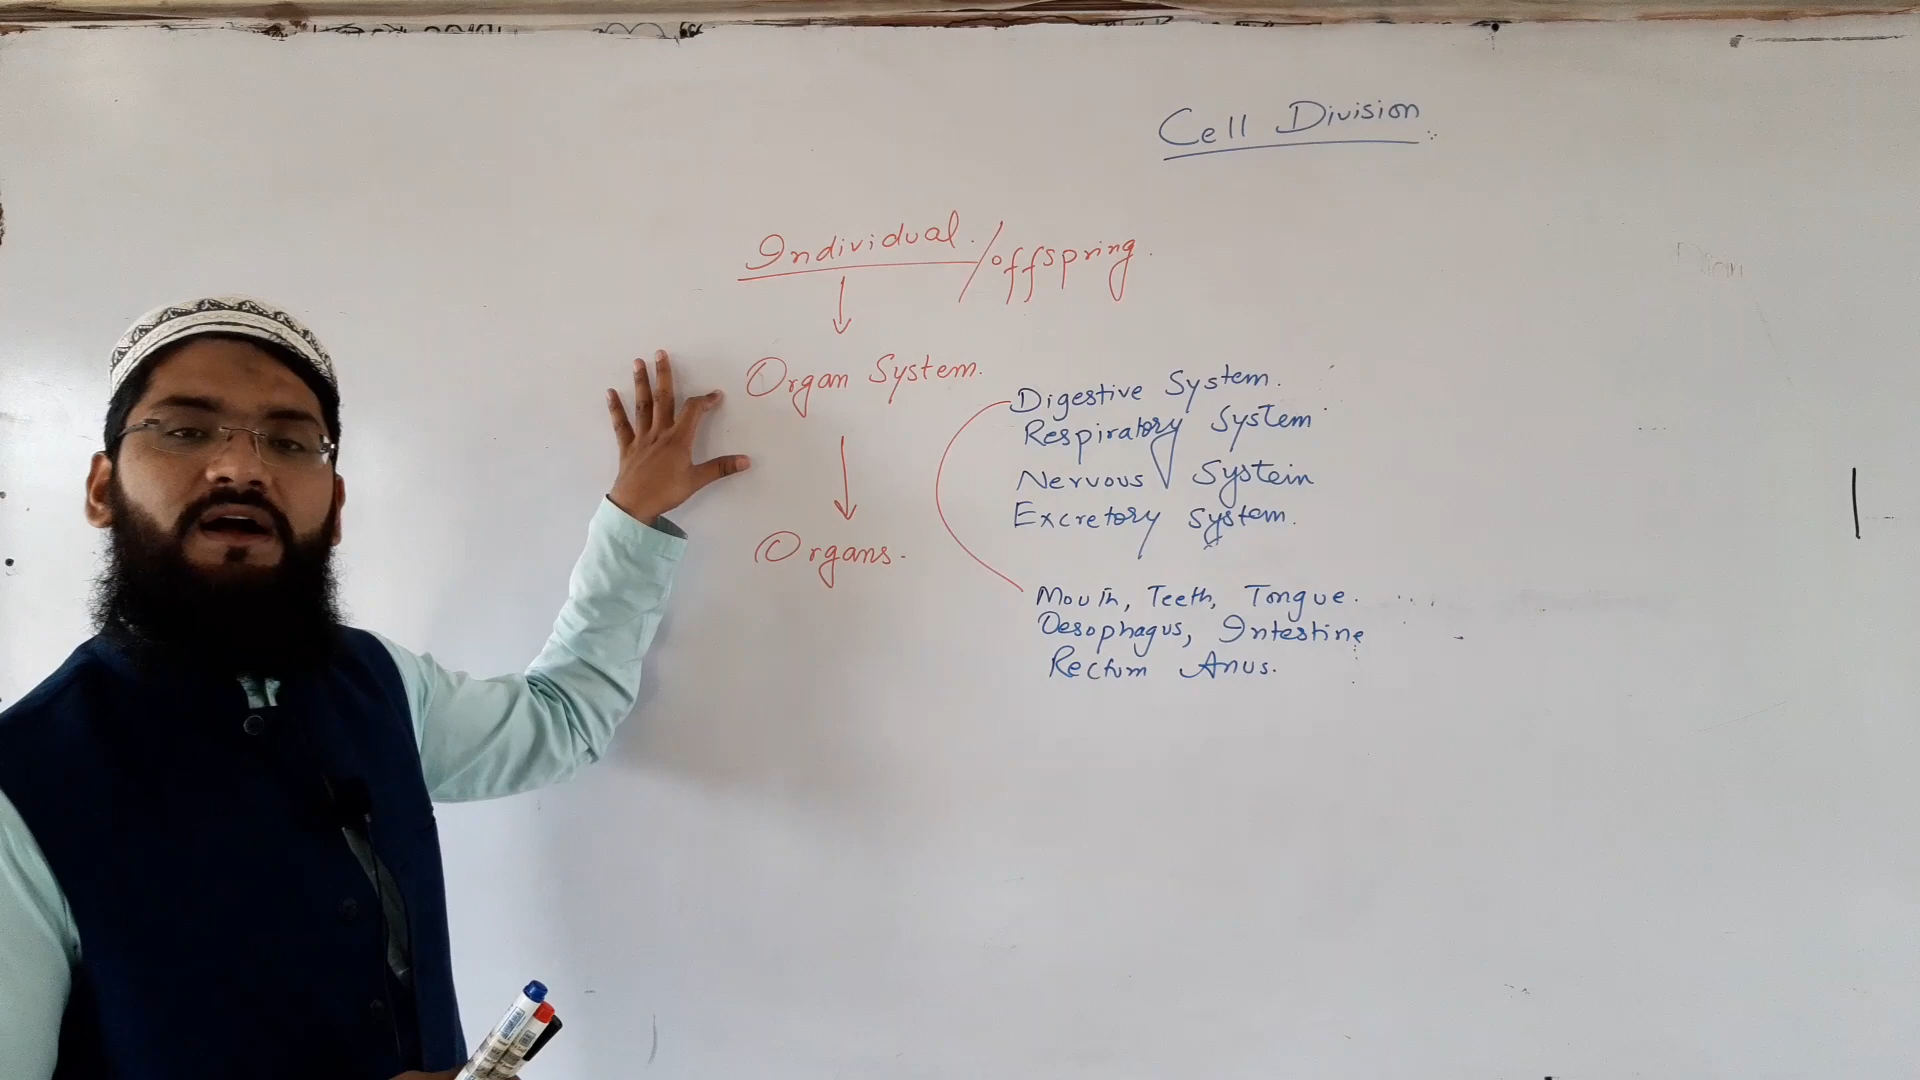 Cell Division
Individual. / offspring.
Organ System.
Digestive System.
Respiratory System
Nervous System
Excretory System.
Organs.
Mouth, Teeth, Tongue.
Oesophagus, Intestine
Rectum Anus.